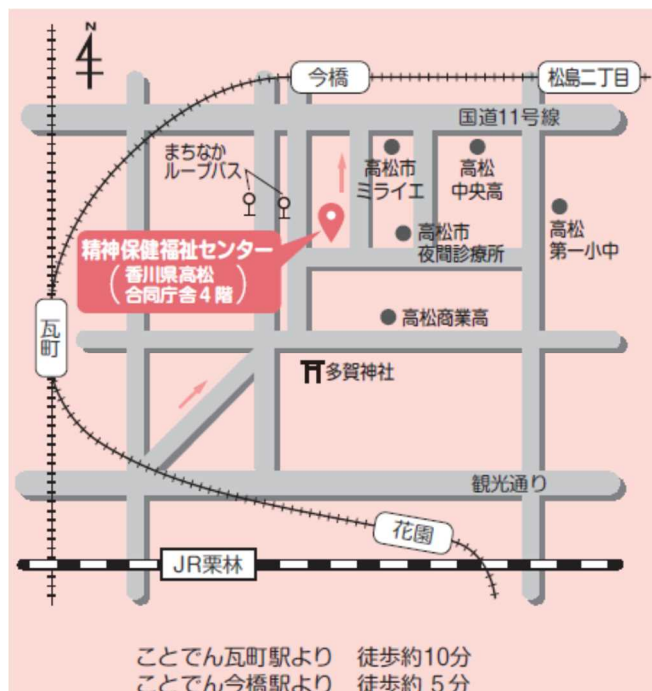 N
今橋
松島二丁目
国道11号線
まちなか
ループバス
高松市
ミライエ
高松
中央高
高松
第一小中
高松市
夜間診療所
精神保健福祉センター
(香川県高松
合同庁舎4階)
瓦町
高松商業高
多賀神社
観光通り
花園
JR栗林
ことでん瓦町駅より 徒歩約10分
ことでん今橋駅より 徒歩約5分